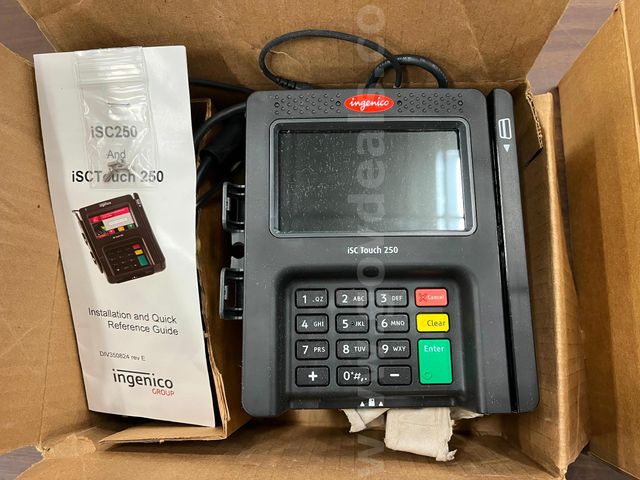 iSC250
And
iSCTouch 250
Installation and Quick
Reference Guide
DIV350824 rev E
ingenico
GROUP
ingenico
iSC Touch 250
1 .QZ
2 ABC
3 DEF
Cancel
4 GHI
5 JKL
6 MNO
Clear
7 PRS
8 TUV
9 WXY
Enter
+
0*#,.
−